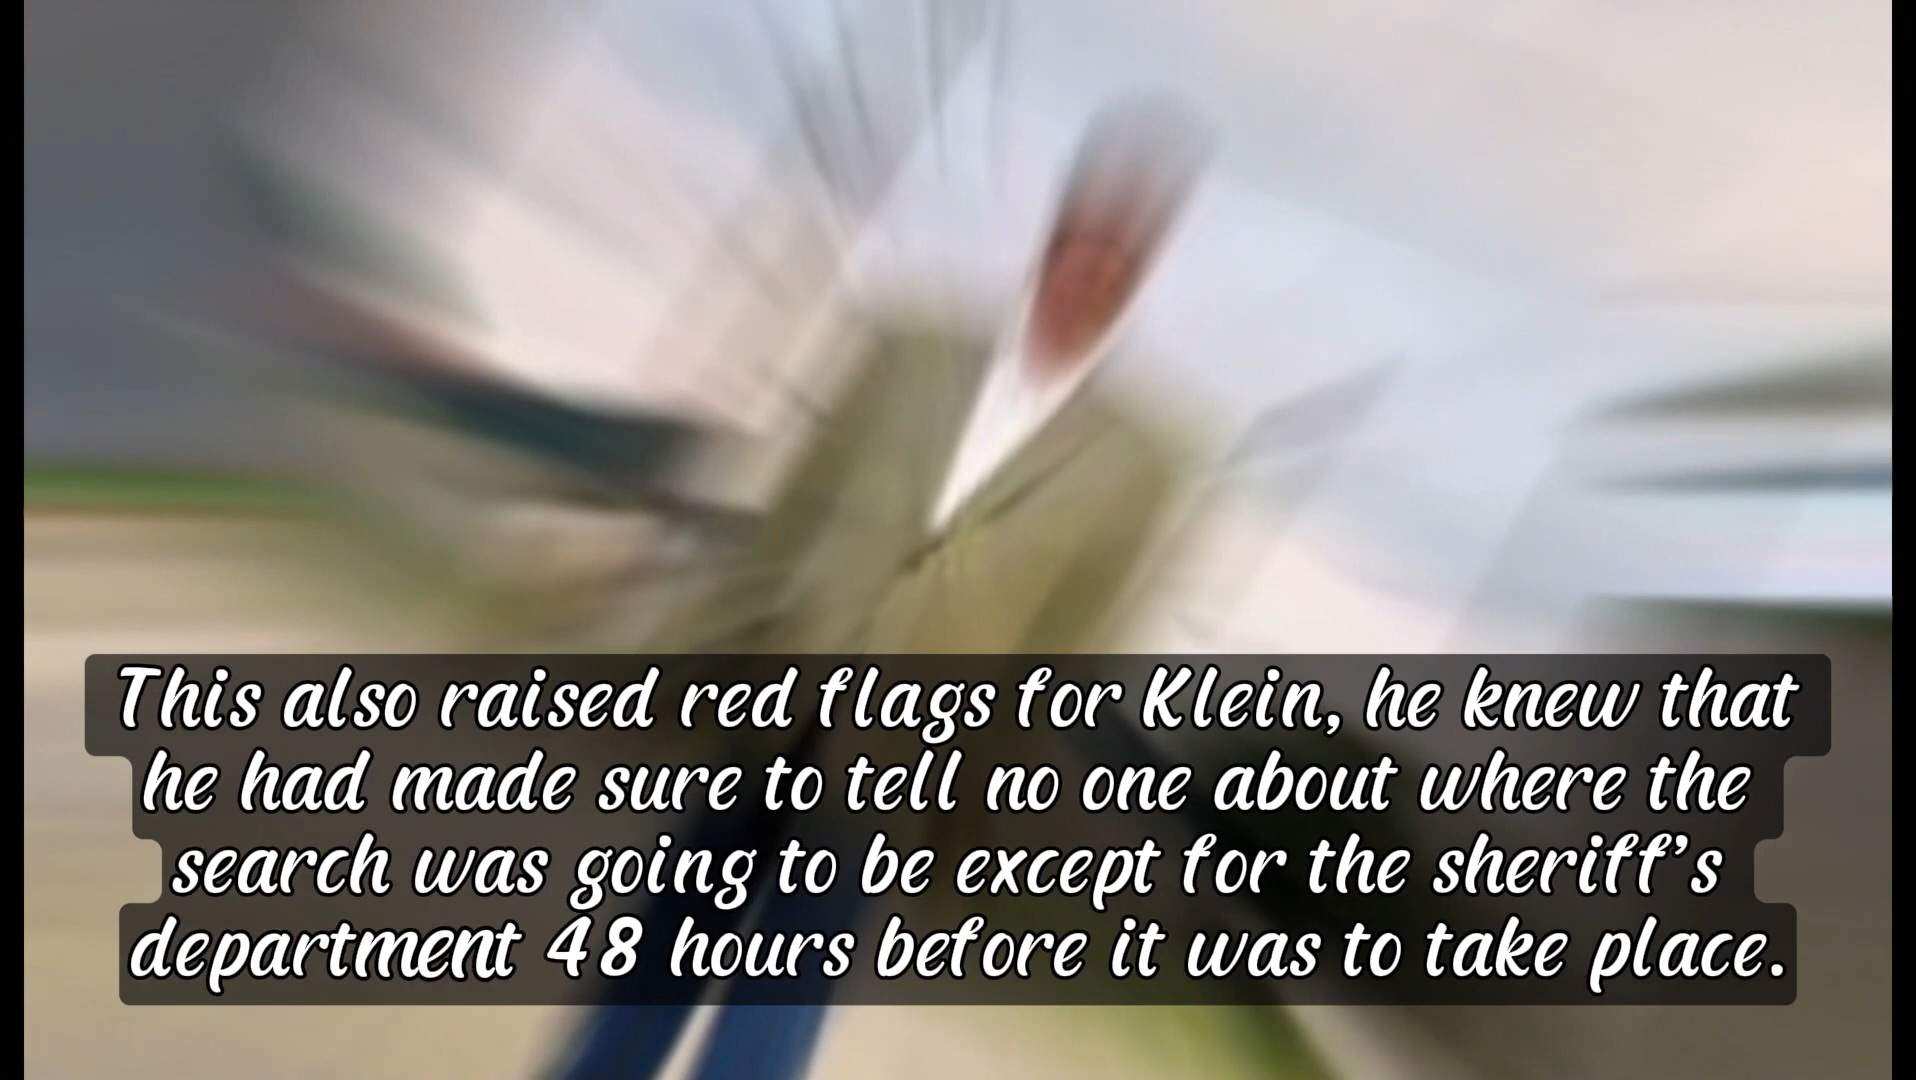 This also raised red flags for Klein, he knew that
he had made sure to tell no one about where the
search was going to be except for the sheriff’s
department 48 hours before it was to take place.